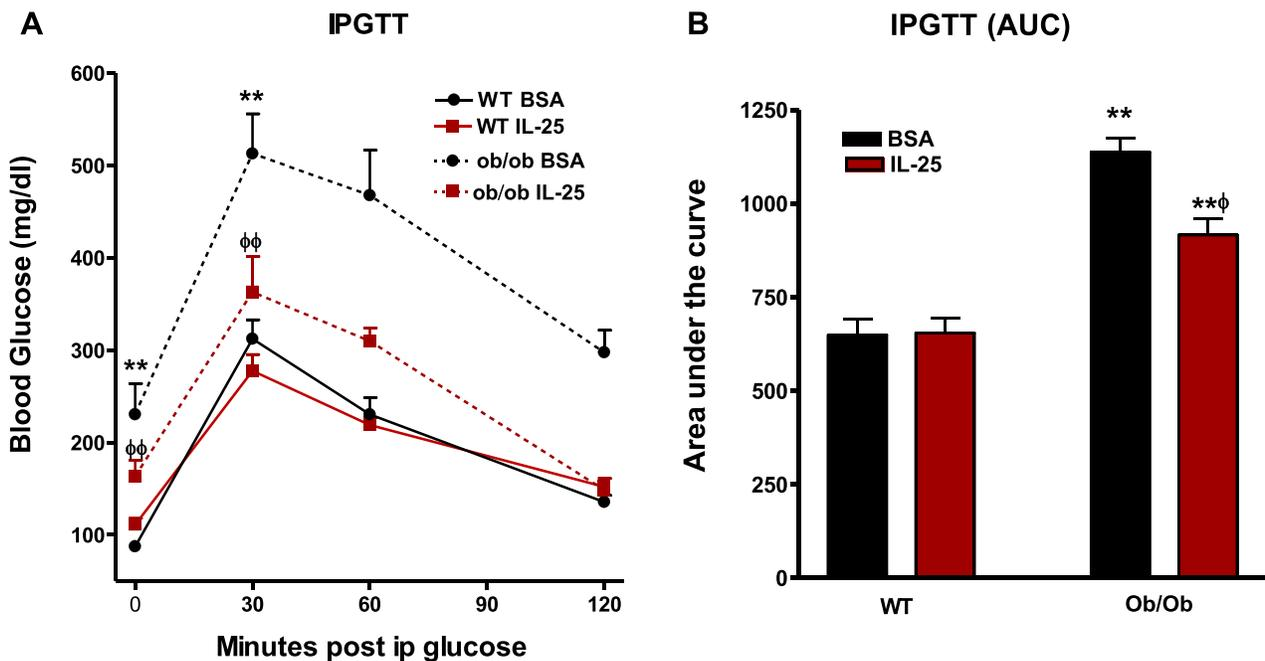 A
IPGTT
600
500
400
300
200
100
Blood Glucose (mg/dl)
**
**
ϕϕ
ϕϕ
WT BSA
WT IL-25
ob/ob BSA
ob/ob IL-25
0
30
60
90
120
Minutes post ip glucose
B
IPGTT (AUC)
1250
1000
750
500
250
0
Area under the curve
BSA
IL-25
**
**ϕ
WT
Ob/Ob